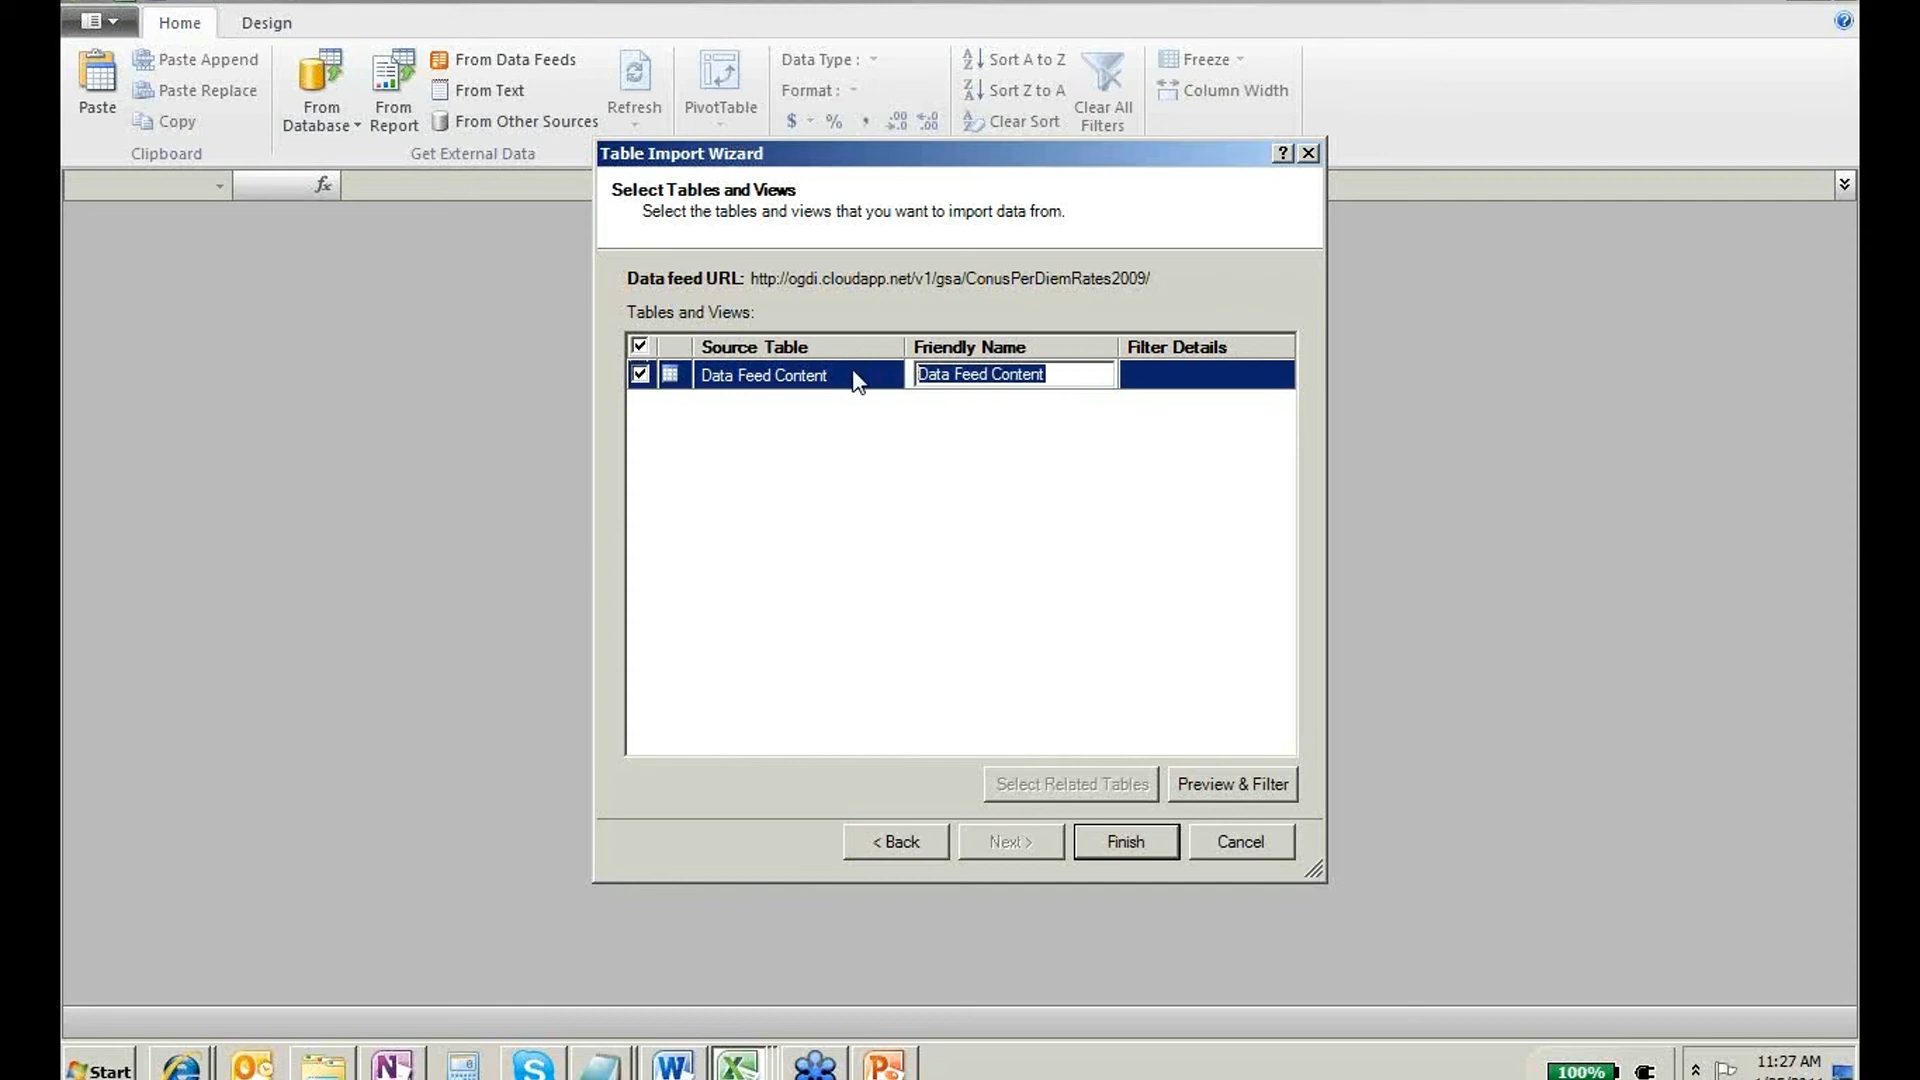 Home Design
Paste
Paste Append
Paste Replace
Copy
Clipboard
From Database
From Report
From Data Feeds
From Text
From Other Sources
Get External Data
Refresh
PivotTable
Data Type :
Format :
$ % ,
Sort A to Z
Sort Z to A
Clear Sort
Clear All Filters
Freeze
Column Width
fx
Table Import Wizard
Select Tables and Views
Select the tables and views that you want to import data from.
Data feed URL: http://ogdi.cloudapp.net/v1/gsa/ConusPerDiemRates2009/
Tables and Views:
Source Table Friendly Name Filter Details
Data Feed Content Data Feed Content
Select Related Tables Preview & Filter
< Back Next > Finish Cancel
Start 100% 11:27 AM